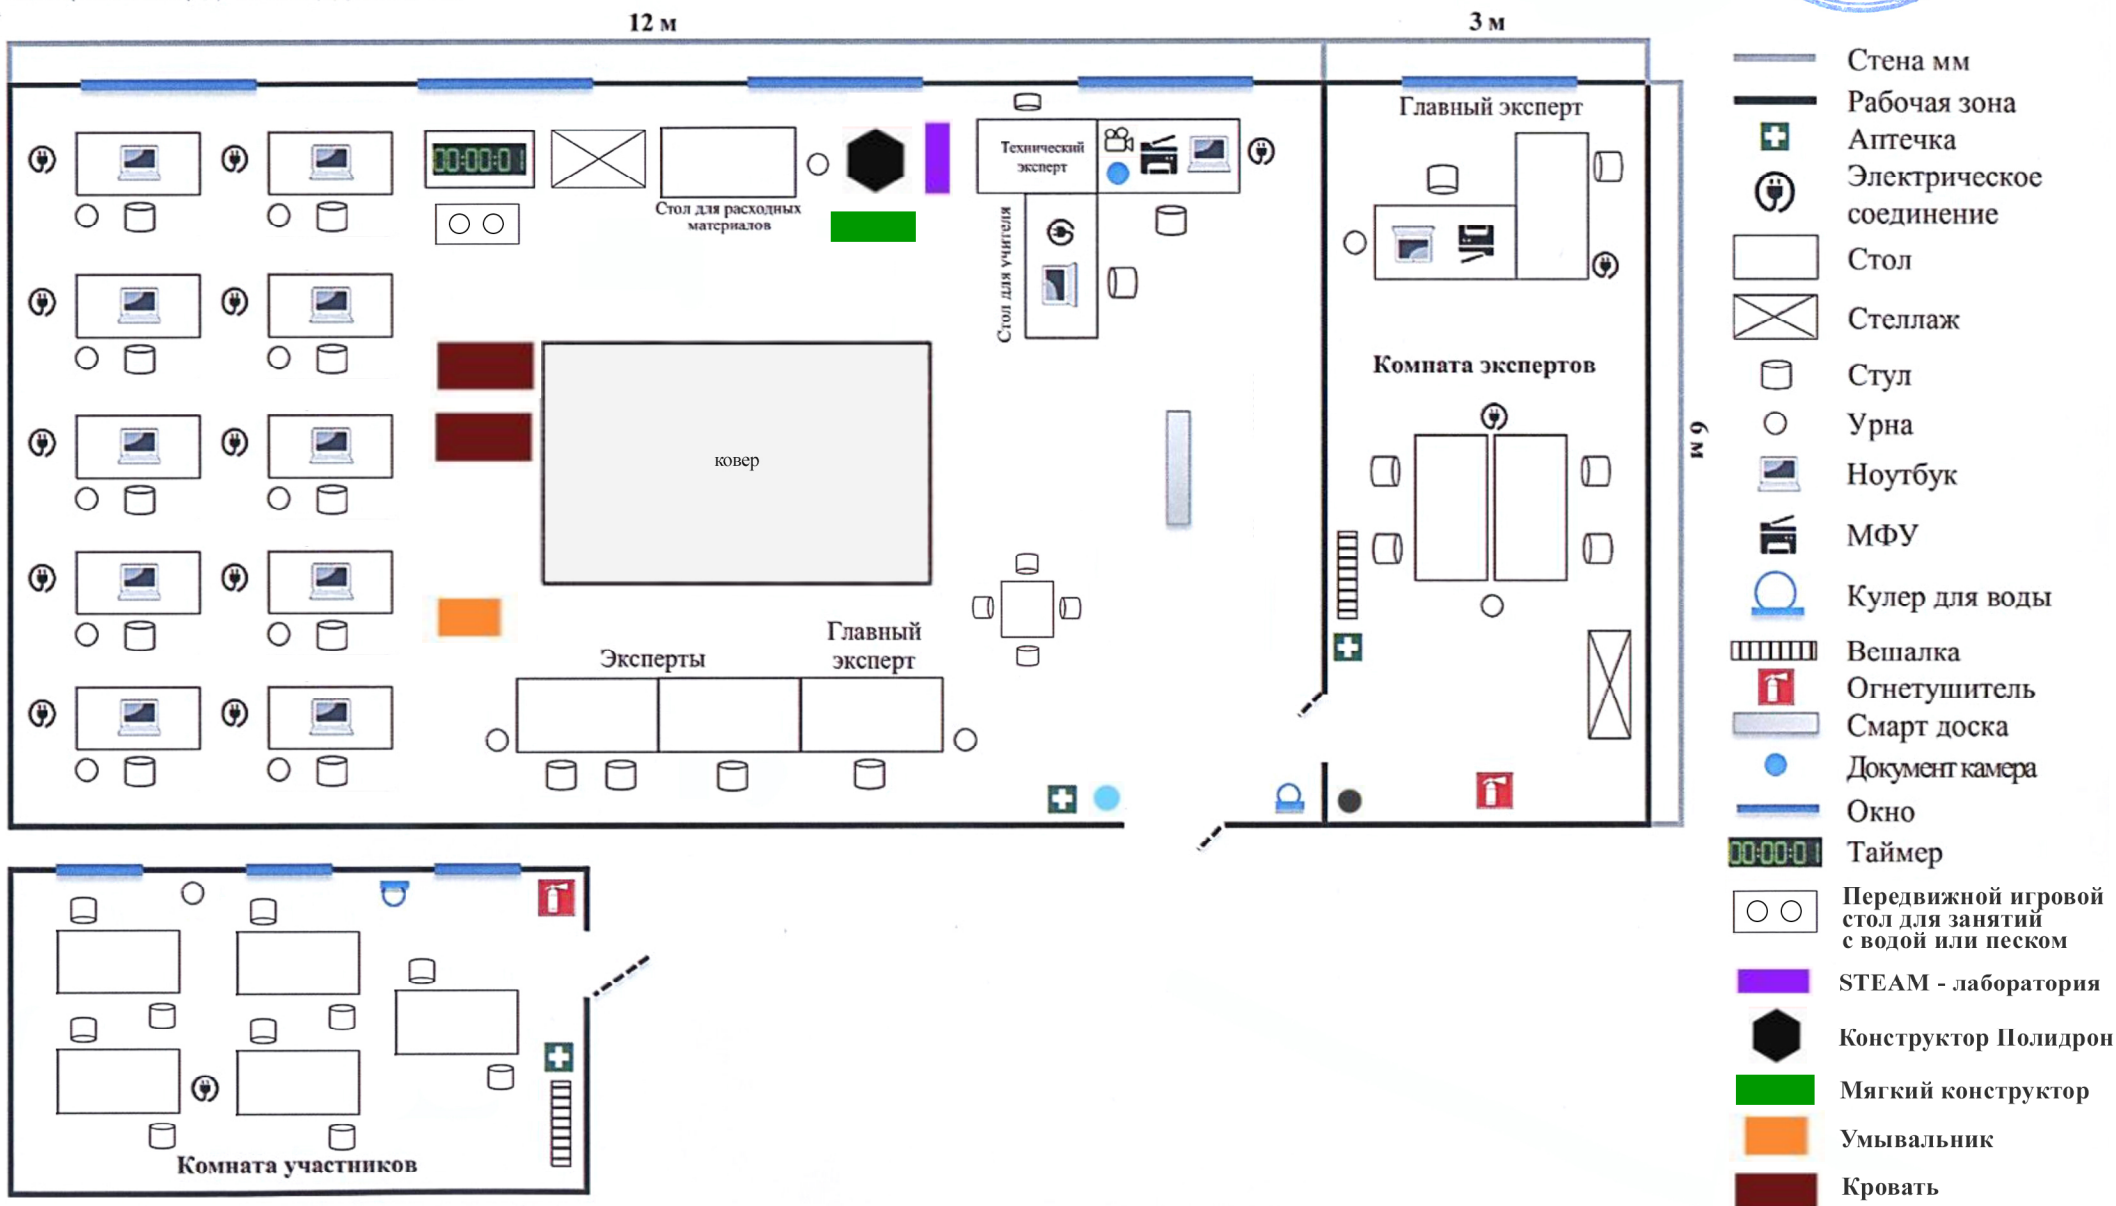 12 м
3 м
6 м
00:00:01
Стол для расходных
материалов
Технический
эксперт
Стол для учителя
Главный эксперт
Комната экспертов
ковер
Эксперты
Главный
эксперт
Комната участников
Стена мм
Рабочая зона
Аптечка
Электрическое
соединение
Стол
Стеллаж
Стул
Урна
Ноутбук
МФУ
Кулер для воды
Вешалка
Огнетушитель
Смарт доска
Документ камера
Окно
00:00:01
Таймер
Передвижной игровой
стол для занятий
с водой или песком
STEAM - лаборатория
Конструктор Полидрон
Мягкий конструктор
Умывальник
Кровать